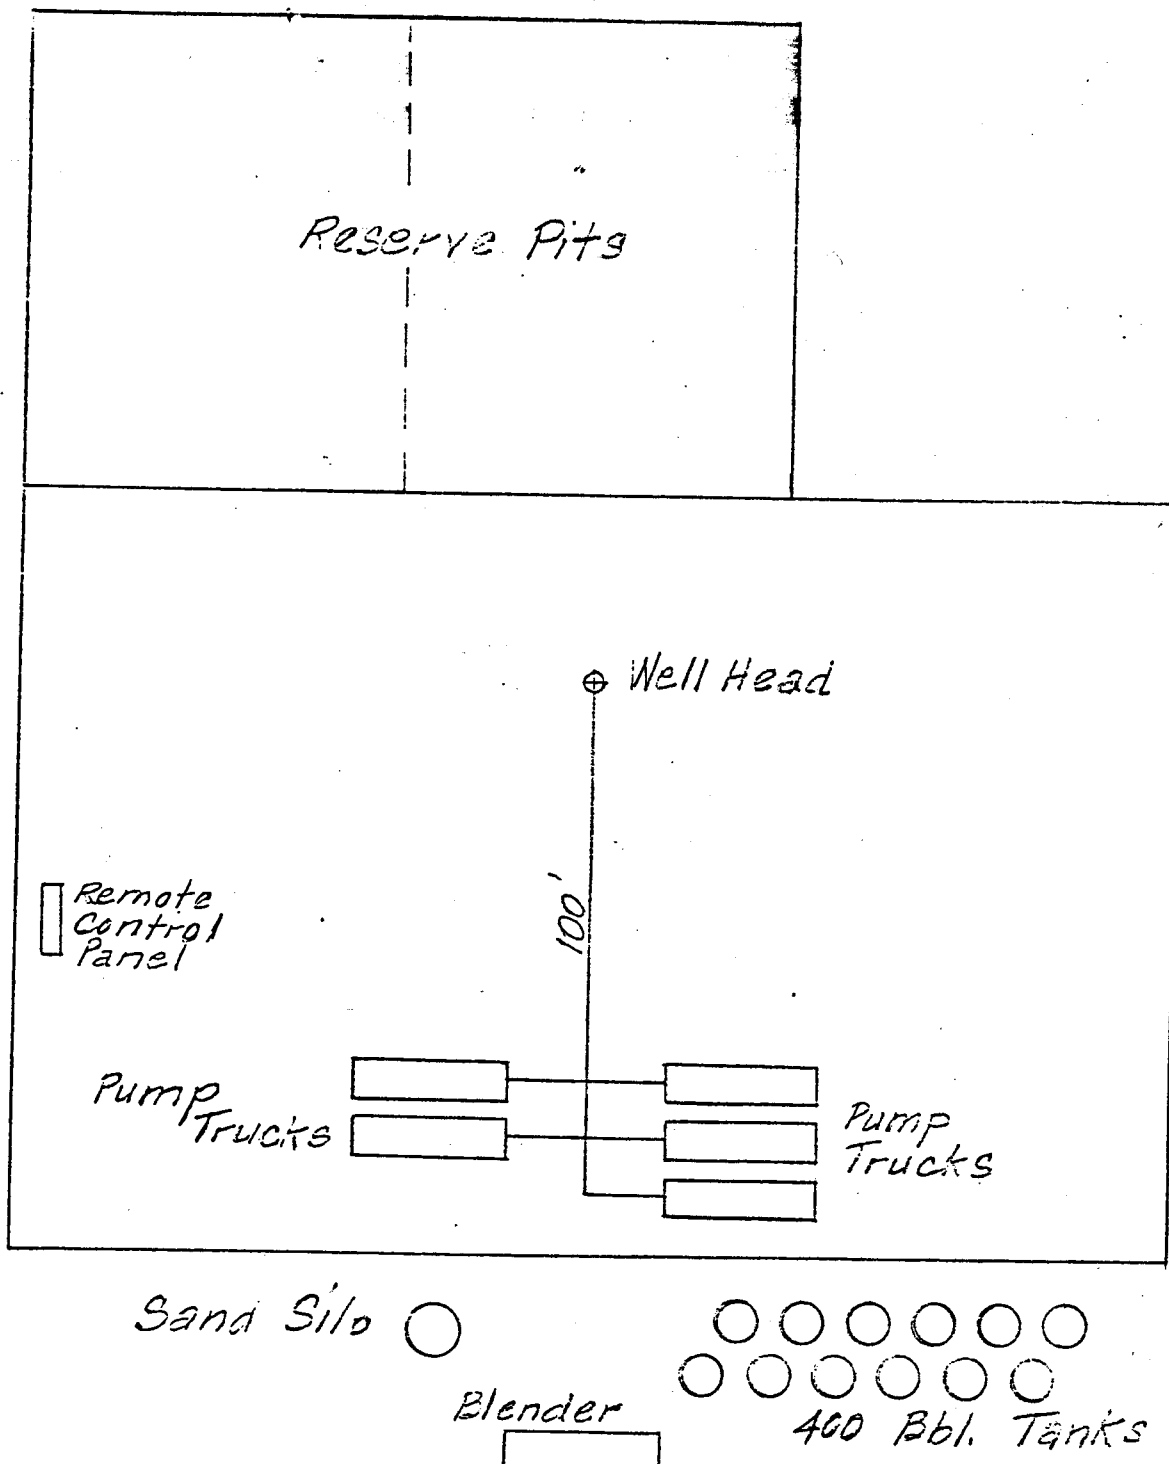 Reserve Pits
Well Head
100'
Remote
Control
Panel
Pump
Trucks
Pump
Trucks
Sand Silo
Blender
400 Bbl. Tanks